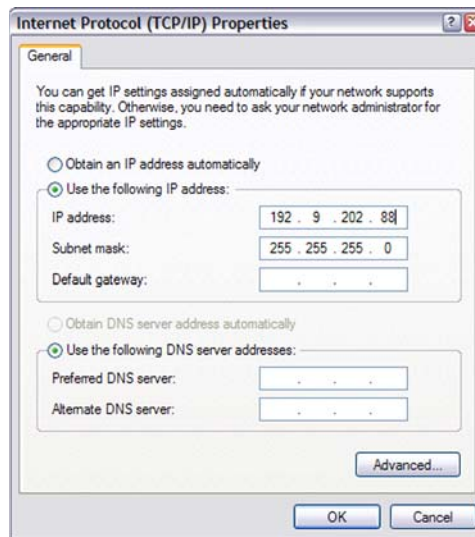 Internet Protocol (TCP/IP) Properties
General
You can get IP settings assigned automatically if your network supports
this capability. Otherwise, you need to ask your network administrator for
the appropriate IP settings.
Obtain an IP address automatically
Use the following IP address:
IP address: 192 . 9 . 202 . 88
Subnet mask: 255 . 255 . 255 . 0
Default gateway: . . .
Obtain DNS server address automatically
Use the following DNS server addresses:
Preferred DNS server: . . .
Alternate DNS server: . . .
Advanced...
OK Cancel